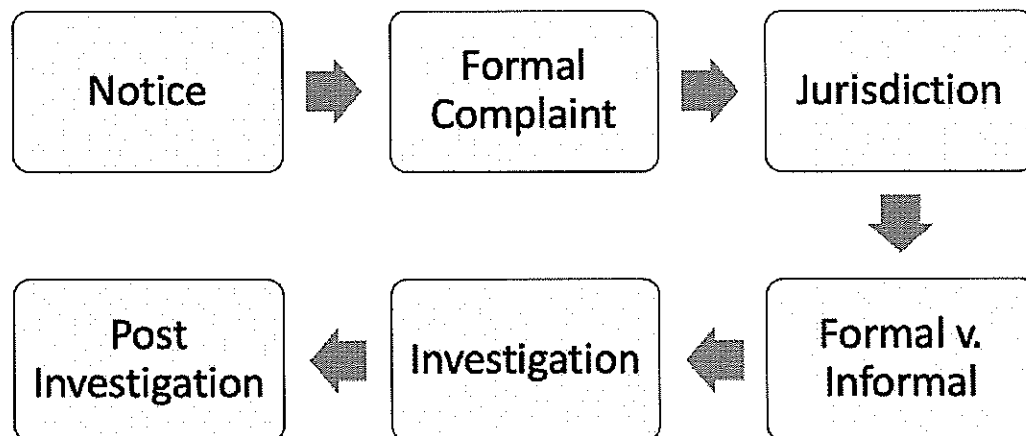 Notice
Formal
Complaint
Jurisdiction
Formal v.
Informal
Investigation
Post
Investigation